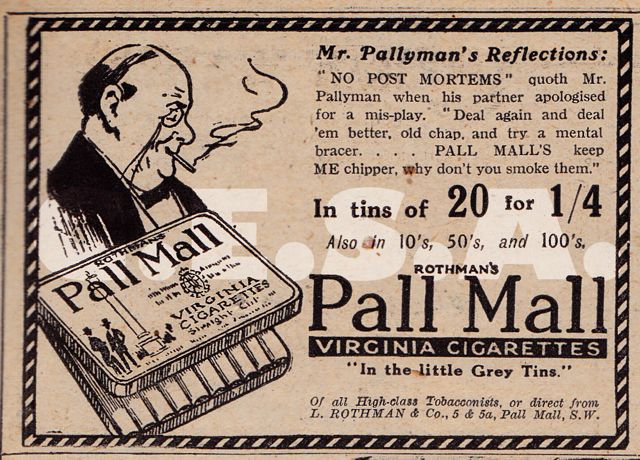 Mr. Pallyman's Reflections:
"NO POST MORTEMS" quoth Mr.
Pallyman when his partner apologised
for a mis-play. "Deal again and deal
'em better, old chap, and try a mental
bracer. . . . PALL MALL'S keep
ME chipper, why don't you smoke them."
In tins of 20 for 1/4
Also in 10's, 50's, and 100's.
ROTHMAN'S
Pall Mall
VIRGINIA CIGARETTES
"In the little Grey Tins."
Of all High-class Tobacconists, or direct from
L. ROTHMAN & Co., 5 & 5a, Pall Mall, S.W.
ROTHMAN'S
Pall Mall
VIRGINIA
CIGARETTES
.E.S.A.